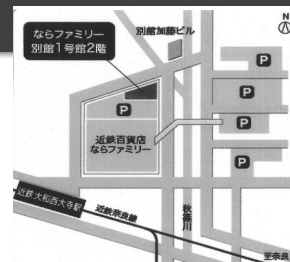 ならファミリー
別館1号館2階
別館加藤ビル
N
P
P
P
P
P
近鉄百貨店
ならファミリー
近鉄大和西大寺駅
近鉄奈良線
秋篠川
至奈良